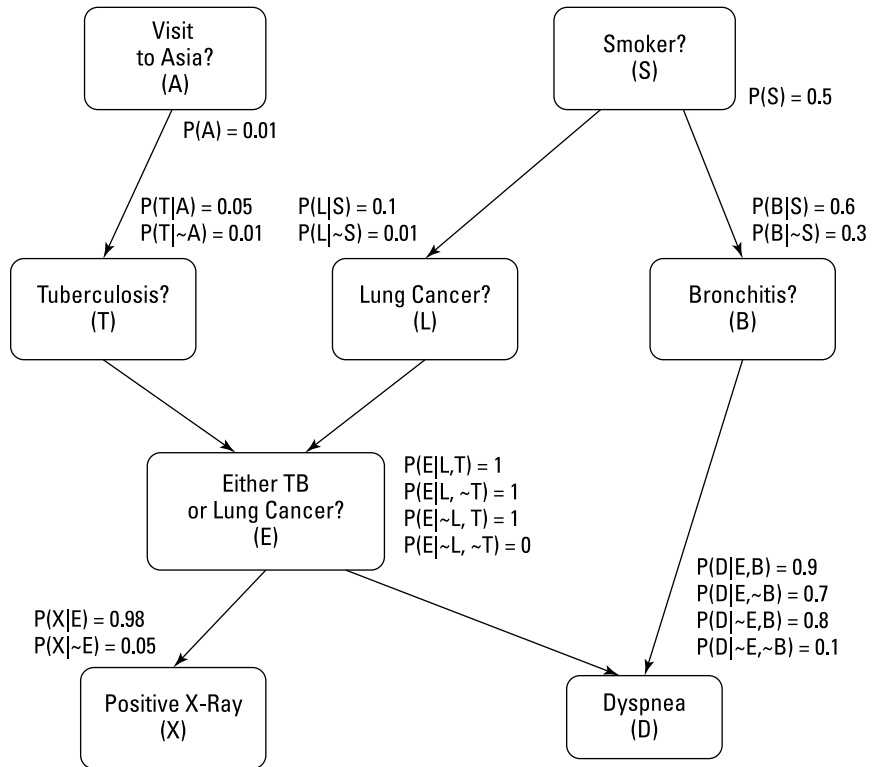 Visit
to Asia?
(A)
Smoker?
(S)
P(S) = 0.5
P(A) = 0.01
P(T|A) = 0.05
P(T|~A) = 0.01
P(L|S) = 0.1
P(L|~S) = 0.01
P(B|S) = 0.6
P(B|~S) = 0.3
Tuberculosis?
(T)
Lung Cancer?
(L)
Bronchitis?
(B)
Either TB
or Lung Cancer?
(E)
P(E|L,T) = 1
P(E|L, ~T) = 1
P(E|~L, T) = 1
P(E|~L, ~T) = 0
P(D|E,B) = 0.9
P(D|E,~B) = 0.7
P(D|~E,B) = 0.8
P(D|~E,~B) = 0.1
P(X|E) = 0.98
P(X|~E) = 0.05
Positive X-Ray
(X)
Dyspnea
(D)